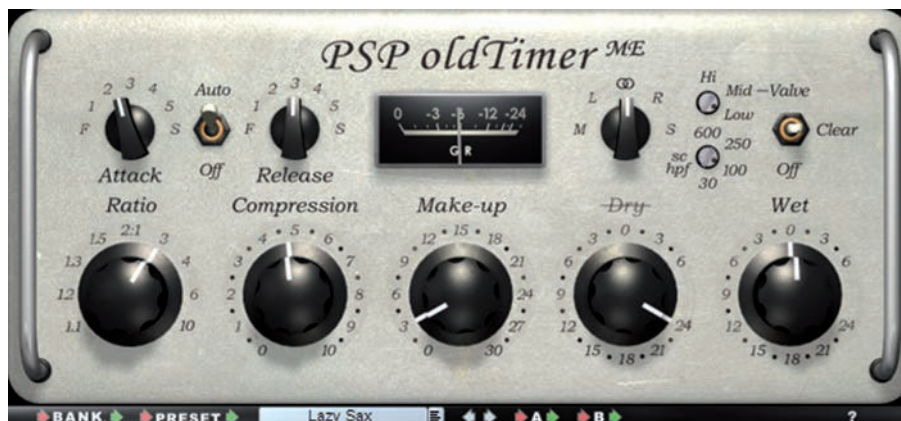 PSP oldTimer ME
F 1 2 3 4 5 S
Attack
Auto
Off
F 1 2 3 4 5 S
Release
0 -3 -5 -12 -24
GR
M L R S
Hi
Mid
Low
Valve
Clear
Off
600
250
100
30
sc
hpf
Ratio
1.1 1.2 1.3 1.5 2:1 3 4 6 10
Compression
0 1 2 3 4 5 7 8 9 10
Make-up
0 3 6 9 12 15 18 21 24 27 30
Dry
12 9 6 3 0 3 6 24 21 18 15
Wet
12 9 6 3 0 3 6 24 21 18 15
BANK PRESET Lazy Sax A B ?